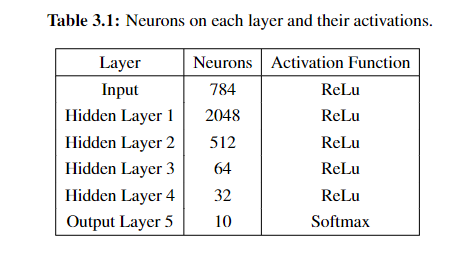 Table 3.1: Neurons on each layer and their activations.
Layer Neurons Activation Function
Input 784 ReLu
Hidden Layer 1 2048 ReLu
Hidden Layer 2 512 ReLu
Hidden Layer 3 64 ReLu
Hidden Layer 4 32 ReLu
Output Layer 5 10 Softmax